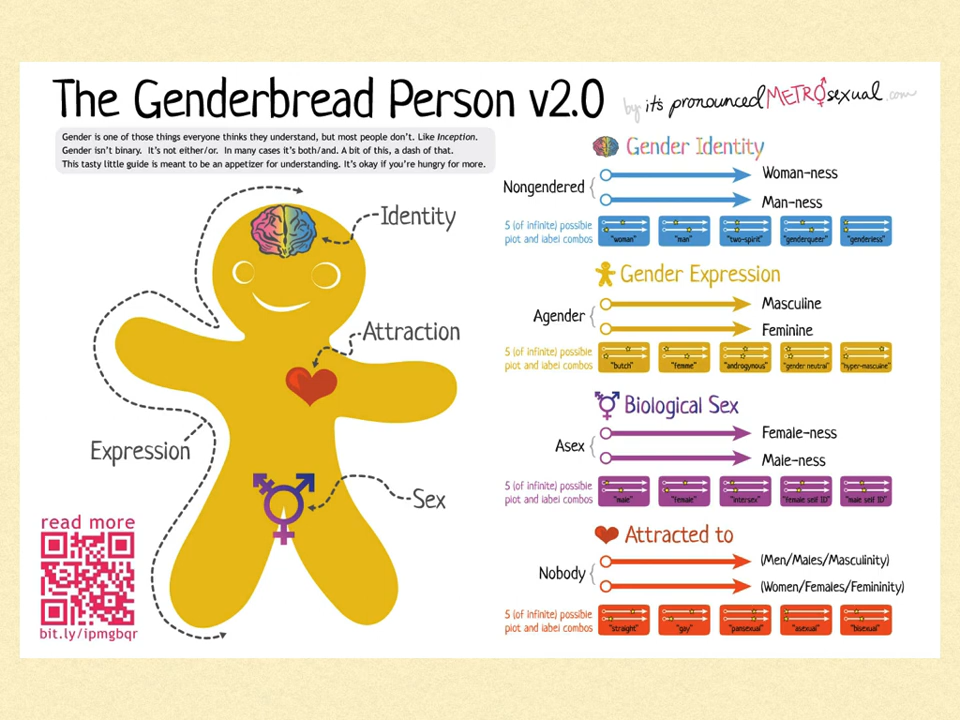 The Genderbread Person v2.0
by it's pronounced METROsexual.com
Gender is one of those things everyone thinks they understand, but most people don't. Like Inception.
Gender isn't binary. It's not either/or. In many cases it's both/and. A bit of this, a dash of that.
This tasty little guide is meant to be an appetizer for understanding. It's okay if you're hungry for more.
Identity
Attraction
Expression
Sex
read more
bit.ly/ipmgbqr
Gender Identity
Nongendered
Woman-ness
Man-ness
5 (of infinite) possible
plot and label combos
"woman"
"man"
"two-spirit"
"genderqueer"
"genderless"
Gender Expression
Agender
Masculine
Feminine
5 (of infinite) possible
plot and label combos
"butch"
"femme"
"androgynous"
"gender neutral"
"hyper-masculine"
Biological Sex
Asex
Female-ness
Male-ness
5 (of infinite) possible
plot and label combos
"male"
"female"
"intersex"
"female self ID"
"male self ID"
Attracted to
Nobody
(Men/Males/Masculinity)
(Women/Females/Femininity)
5 (of infinite) possible
plot and label combos
"straight"
"gay"
"pansexual"
"asexual"
"bisexual"